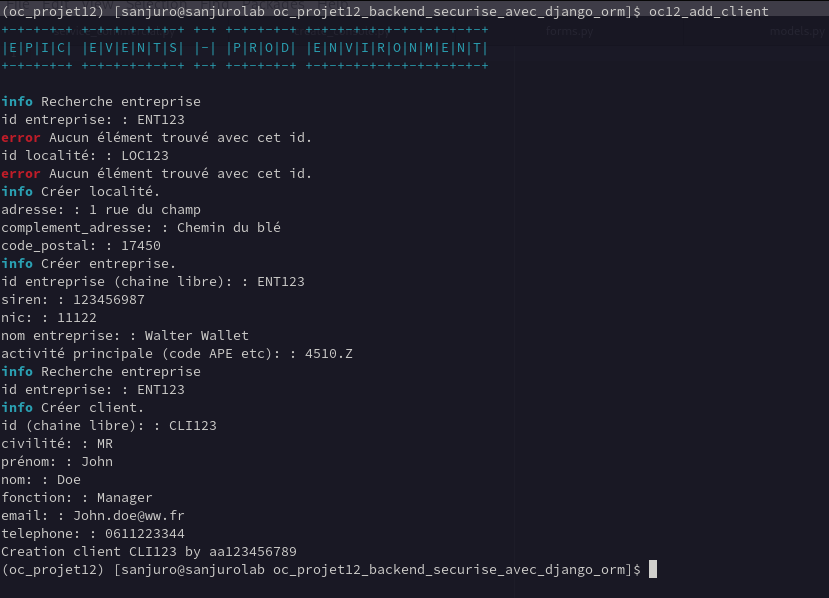 (oc_projet12) [sanjuro@sanjurolab oc_projet12_backend_securise_avec_django_orm]$ oc12_add_client
+-+-+-+-+ +-+-+-+-+-+-+ +-+ +-+-+-+-+ +-+-+-+-+-+-+-+-+-+-+-+
|E|P|I|C| |E|V|E|N|T|S| |-| |P|R|O|D| |E|N|V|I|R|O|N|M|E|N|T|
+-+-+-+-+ +-+-+-+-+-+-+ +-+ +-+-+-+-+ +-+-+-+-+-+-+-+-+-+-+-+
forms.py
models.py
info Recherche entreprise
id entreprise: : ENT123
error Aucun élément trouvé avec cet id.
id localité: : LOC123
error Aucun élément trouvé avec cet id.
info Créer localité.
adresse: : 1 rue du champ
complement_adresse: : Chemin du blé
code_postal: : 17450
info Créer entreprise.
id entreprise (chaine libre): : ENT123
siren: : 123456987
nic: : 11122
nom entreprise: : Walter Wallet
activité principale (code APE etc): : 4510.Z
info Recherche entreprise
id entreprise: : ENT123
info Créer client.
id (chaine libre): : CLI123
civilité: : MR
prénom: : John
nom: : Doe
fonction: : Manager
email: : John.doe@ww.fr
telephone: : 0611223344
Creation client CLI123 by aa123456789
(oc_projet12) [sanjuro@sanjurolab oc_projet12_backend_securise_avec_django_orm]$